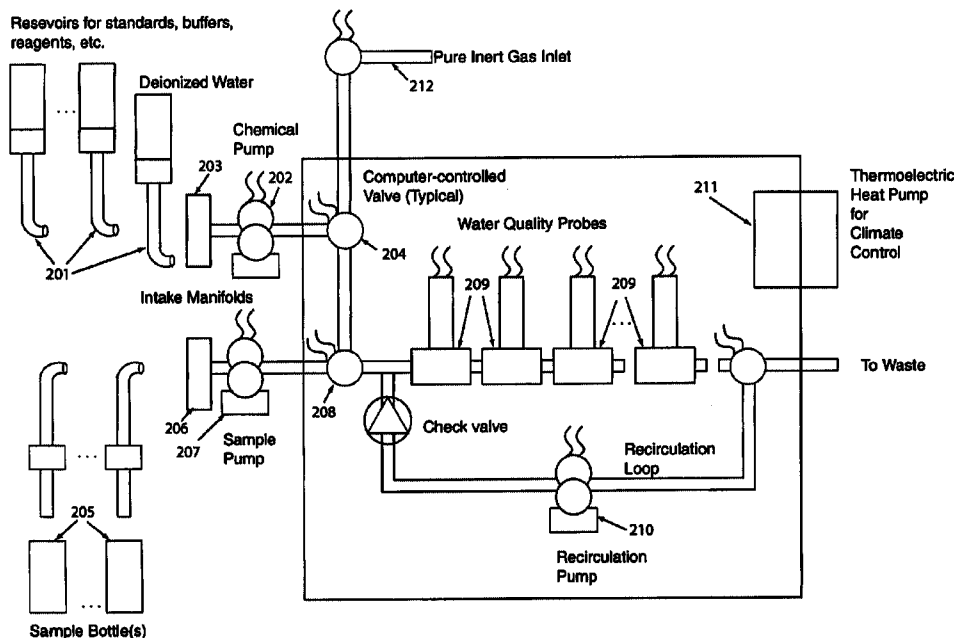 Resevoirs for standards, buffers,
reagents, etc.
Deionized Water
Pure Inert Gas Inlet
212
Chemical
Pump
203
202
201
Computer-controlled
Valve (Typical)
204
Water Quality Probes
211
Thermoelectric
Heat Pump
for
Climate
Control
Intake Manifolds
209
209
206
207
Sample
Pump
208
To Waste
Check valve
Recirculation
Loop
210
Recirculation
Pump
205
Sample Bottle(s)